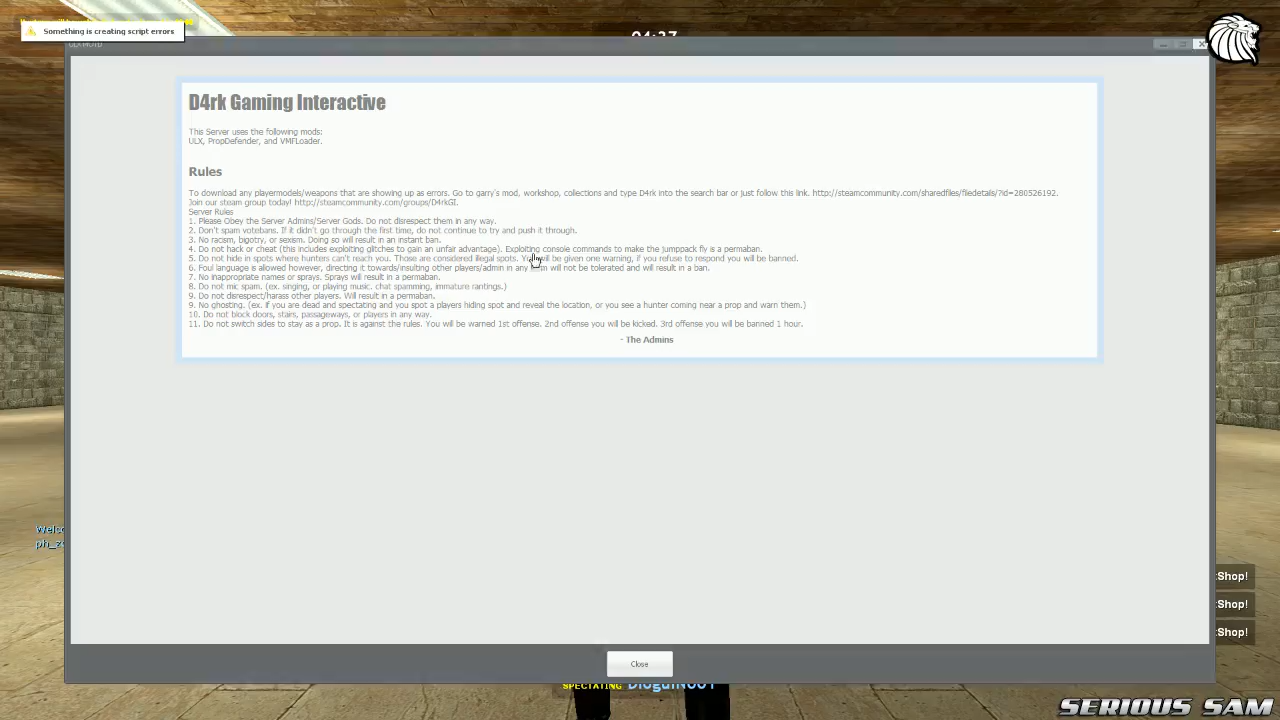 Something is creating script errors
04:37
ULX MOTD
D4rk Gaming Interactive
This Server uses the following mods:
ULX, PropDefender, and VMFLoader.
Rules
To download any playermodels/weapons that are showing up as errors. Go to garry's mod, workshop, collections and type D4rk into the search bar or just follow this link. http://steamcommunity.com/sharedfiles/filedetails/?id=280526192.
Join our steam group today! http://steamcommunity.com/groups/D4rkGI.
Server Rules
1. Please Obey the Server Admins/Server Gods. Do not disrespect them in any way.
2. Don't spam votebans. If it didn't go through the first time, do not continue to try and push it through.
3. No racism, bigotry, or sexism. Doing so will result in an instant ban.
4. Do not hack or cheat (this includes exploiting glitches to gain an unfair advantage). Exploiting console commands to make the jumppack fly is a permaban.
5. Do not hide in spots where hunters can't reach you. Those are considered illegal spots. You will be given one warning, if you refuse to respond you will be banned.
6. Foul language is allowed however, directing it towards/insulting other players/admin in any form will not be tolerated and will result in a ban.
7. No inappropriate names or sprays. Sprays will result in a permaban.
8. Do not mic spam. (ex. singing, or playing music. chat spamming, immature rantings.)
9. Do not disrespect/harass other players. Will result in a permaban.
9. No ghosting. (ex. if you are dead and spectating and you spot a players hiding spot and reveal the location, or you see a hunter coming near a prop and warn them.)
10. Do not block doors, stairs, passageways, or players in any way.
11. Do not switch sides to stay as a prop. It is against the rules. You will be warned 1st offense. 2nd offense you will be kicked. 3rd offense you will be banned 1 hour.
- The Admins
Welco
ph_z
Shop!
Shop!
Shop!
Close
SPECTATING
SERIOUS SAM